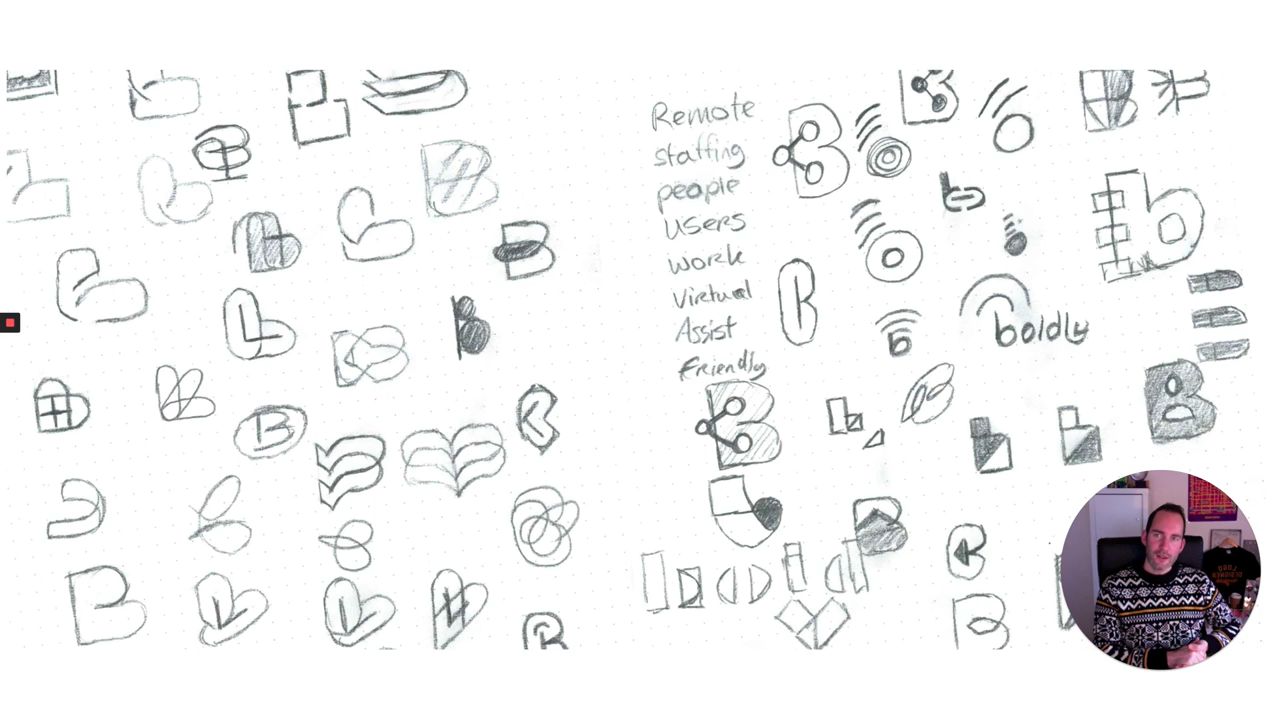 Remote
staffing
people
users
work
Virtual
Assist
friendly
boldly